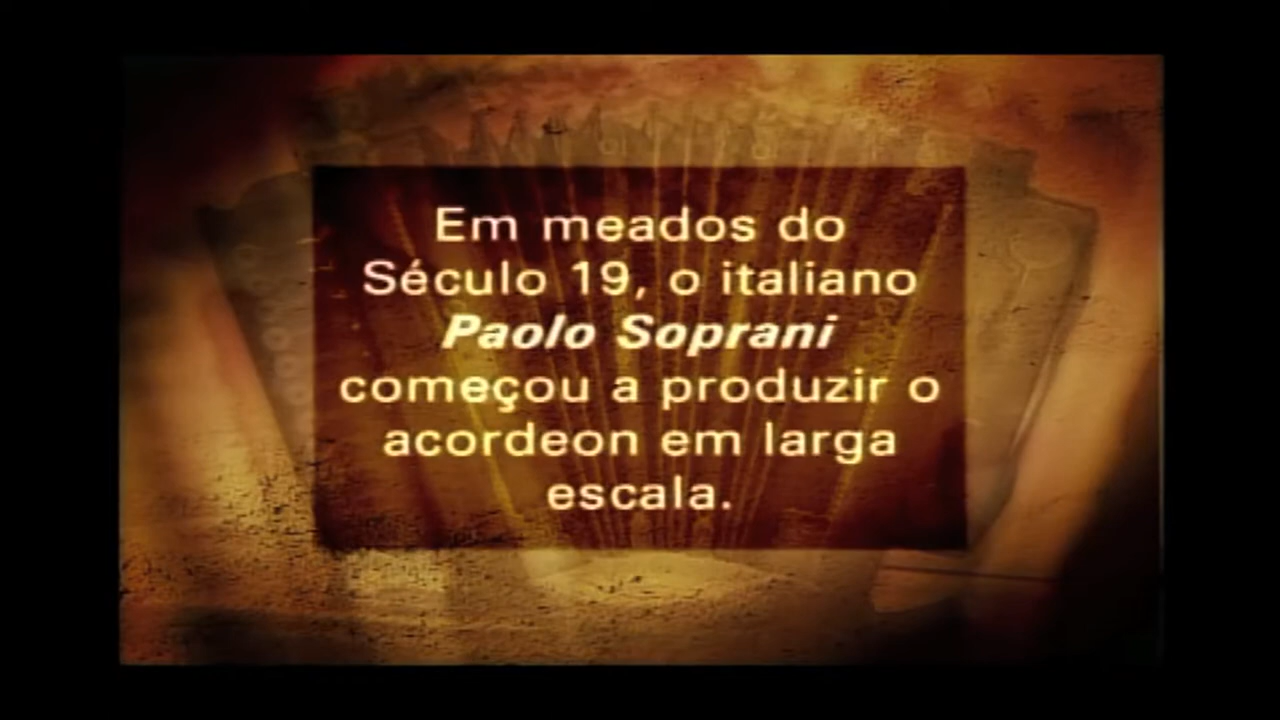 Em meados do
Século 19, o italiano
Paolo Soprani
começou a produzir o
acordeon em larga
escala.